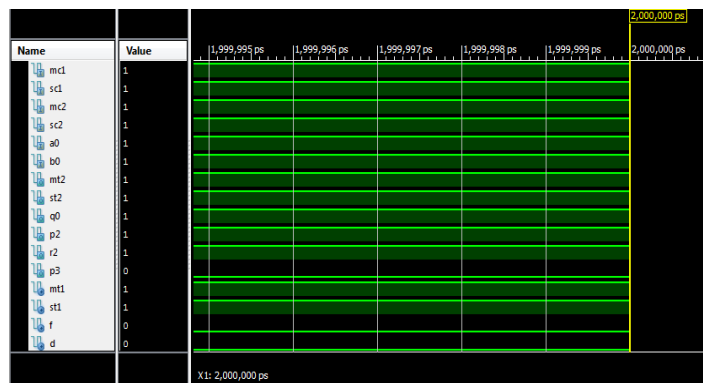 2,000,000 ps
Name Value 1,999,995 ps 1,999,996 ps 1,999,997 ps 1,999,998 ps 1,999,999 ps 2,000,000 ps
mc1 1
sc1 1
mc2 1
sc2 1
a0 1
b0 1
mt2 1
st2 1
q0 1
p2 1
r2 1
p3 0
mt1 1
st1 1
f 0
d 0
X1: 2,000,000 ps